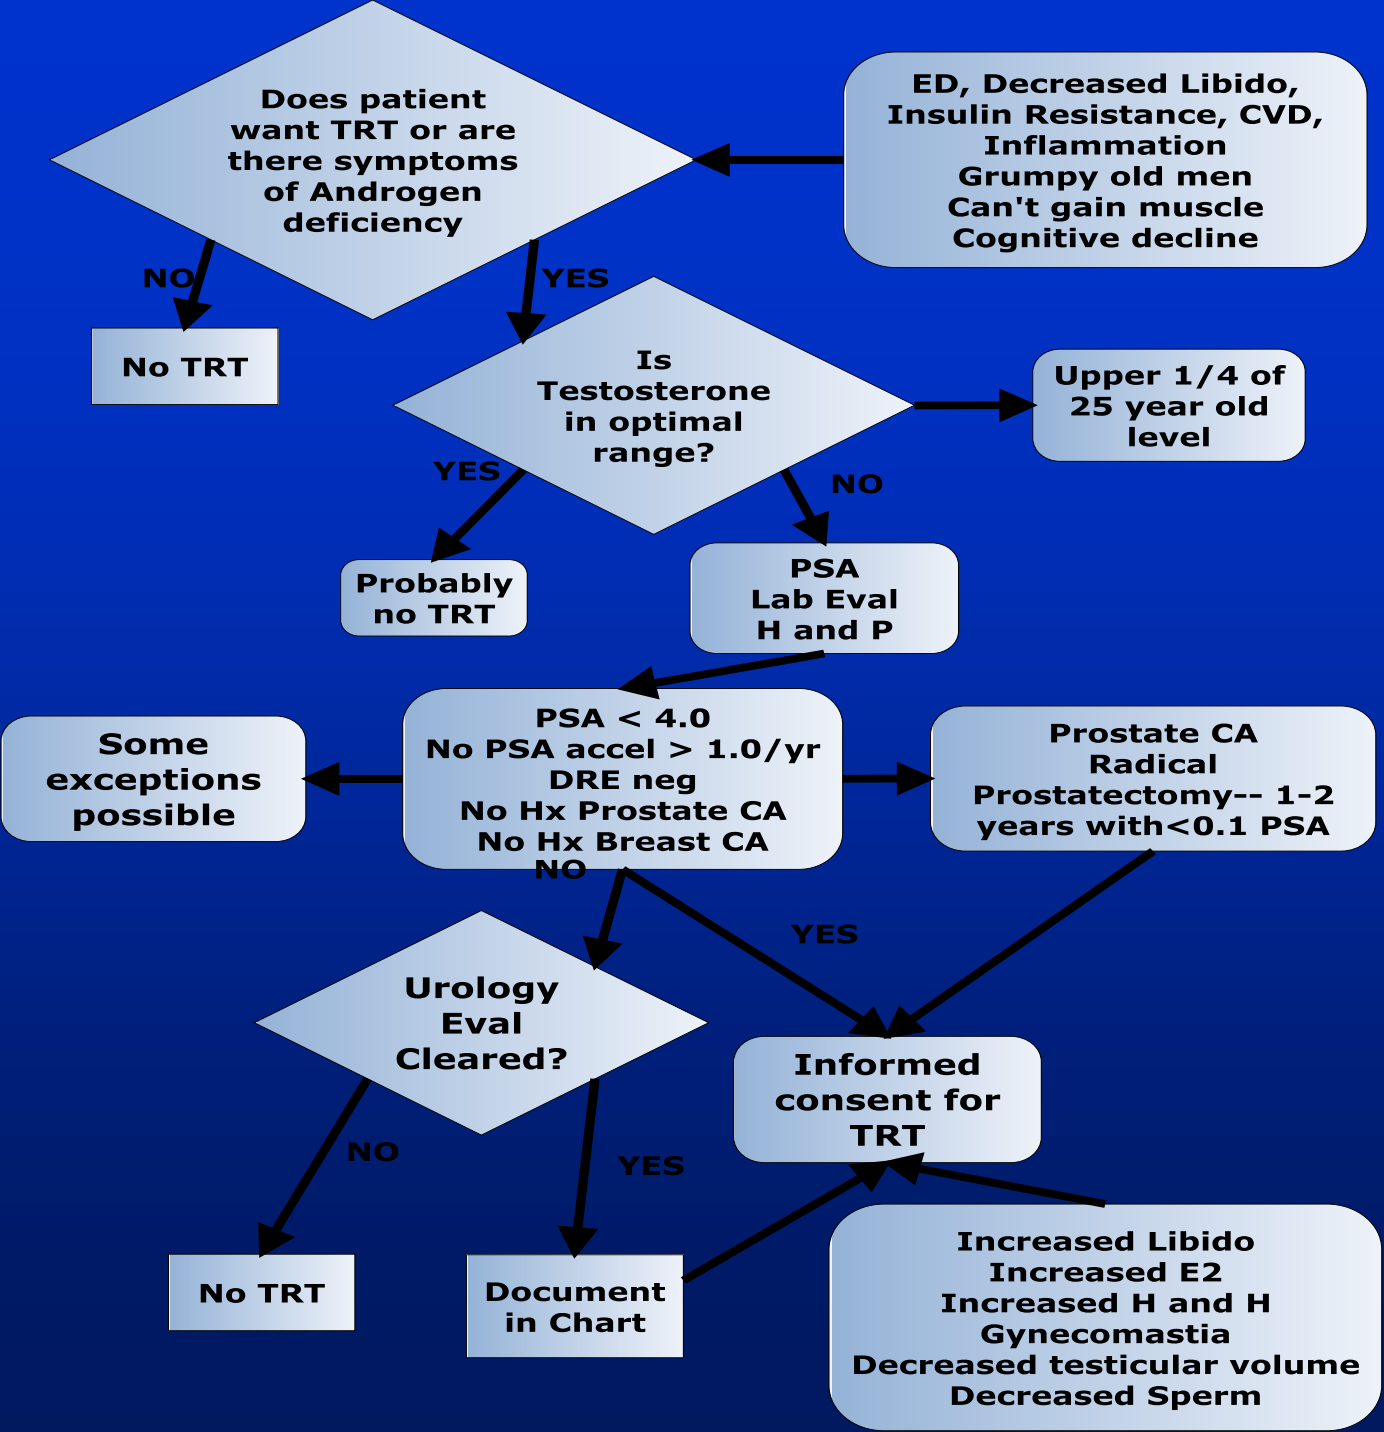 Does patient
want TRT or are
there symptoms
of Androgen
deficiency
ED, Decreased Libido,
Insulin Resistance, CVD,
Inflammation
Grumpy old men
Can't gain muscle
Cognitive decline
NO
YES
No TRT
Is
Testosterone
in optimal
range?
Upper 1/4 of
25 year old
level
YES
NO
Probably
no TRT
PSA
Lab Eval
H and P
Some
exceptions
possible
PSA < 4.0
No PSA accel > 1.0/yr
DRE neg
No Hx Prostate CA
No Hx Breast CA
Prostate CA
Radical
Prostatectomy-- 1-2
years with<0.1 PSA
NO
YES
Urology
Eval
Cleared?
Informed
consent for
TRT
NO
YES
No TRT
Document
in Chart
Increased Libido
Increased E2
Increased H and H
Gynecomastia
Decreased testicular volume
Decreased Sperm